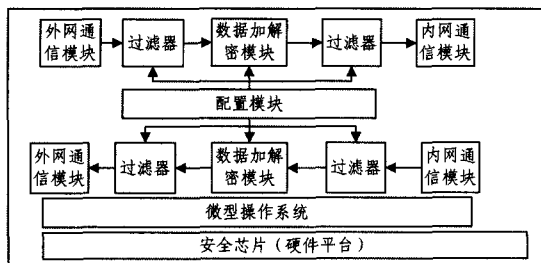 外网通
信模块
过滤器
数据加解
密模块
过滤器
内网通
信模块
配置模块
外网通
信模块
过滤器
数据加解
密模块
过滤器
内网通
信模块
微型操作系统
安全芯片（硬件平台）